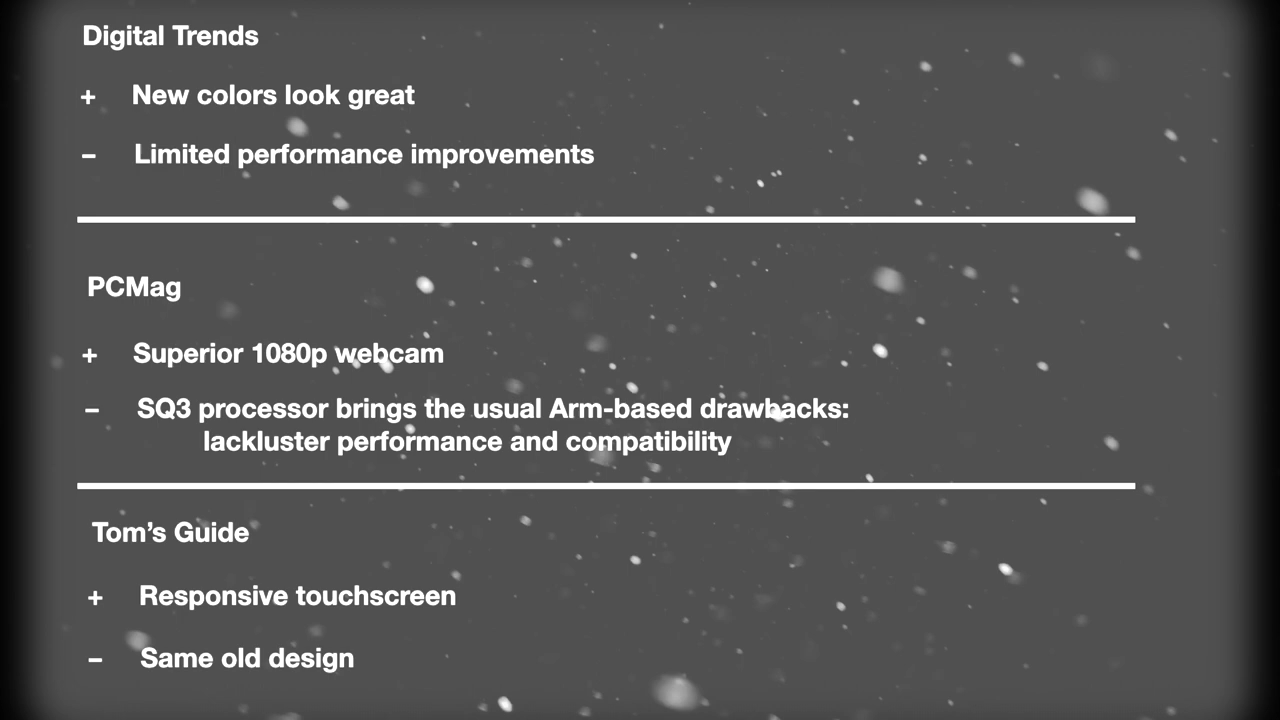 Digital Trends
+ New colors look great
– Limited performance improvements
PCMag
+ Superior 1080p webcam
– SQ3 processor brings the usual Arm-based drawbacks:
lackluster performance and compatibility
Tom’s Guide
+ Responsive touchscreen
– Same old design